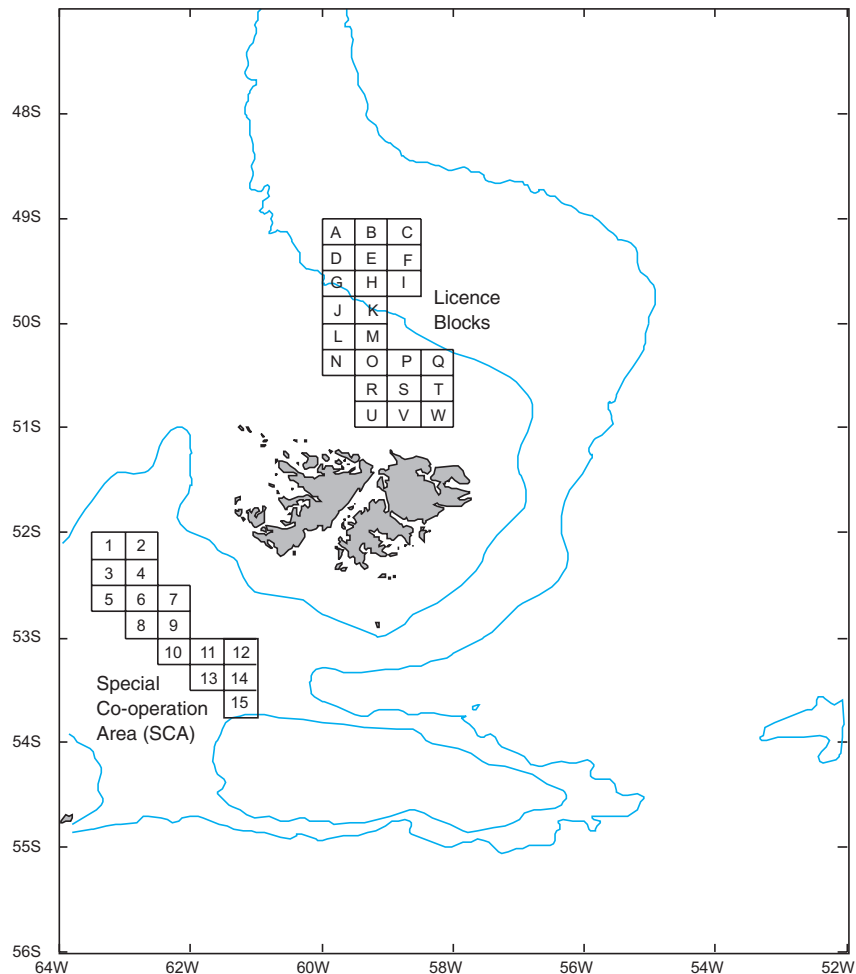 48S
49S
A B C
D E F
G H I
Licence
Blocks
J K
50S
L M
N O P Q
R S T
U V W
51S
52S
1 2
3 4
5 6 7
8 9
53S
10 11 12
13 14
15
Special
Co-operation
Area (SCA)
54S
55S
56S
64W 62W 60W 58W 56W 54W 52W